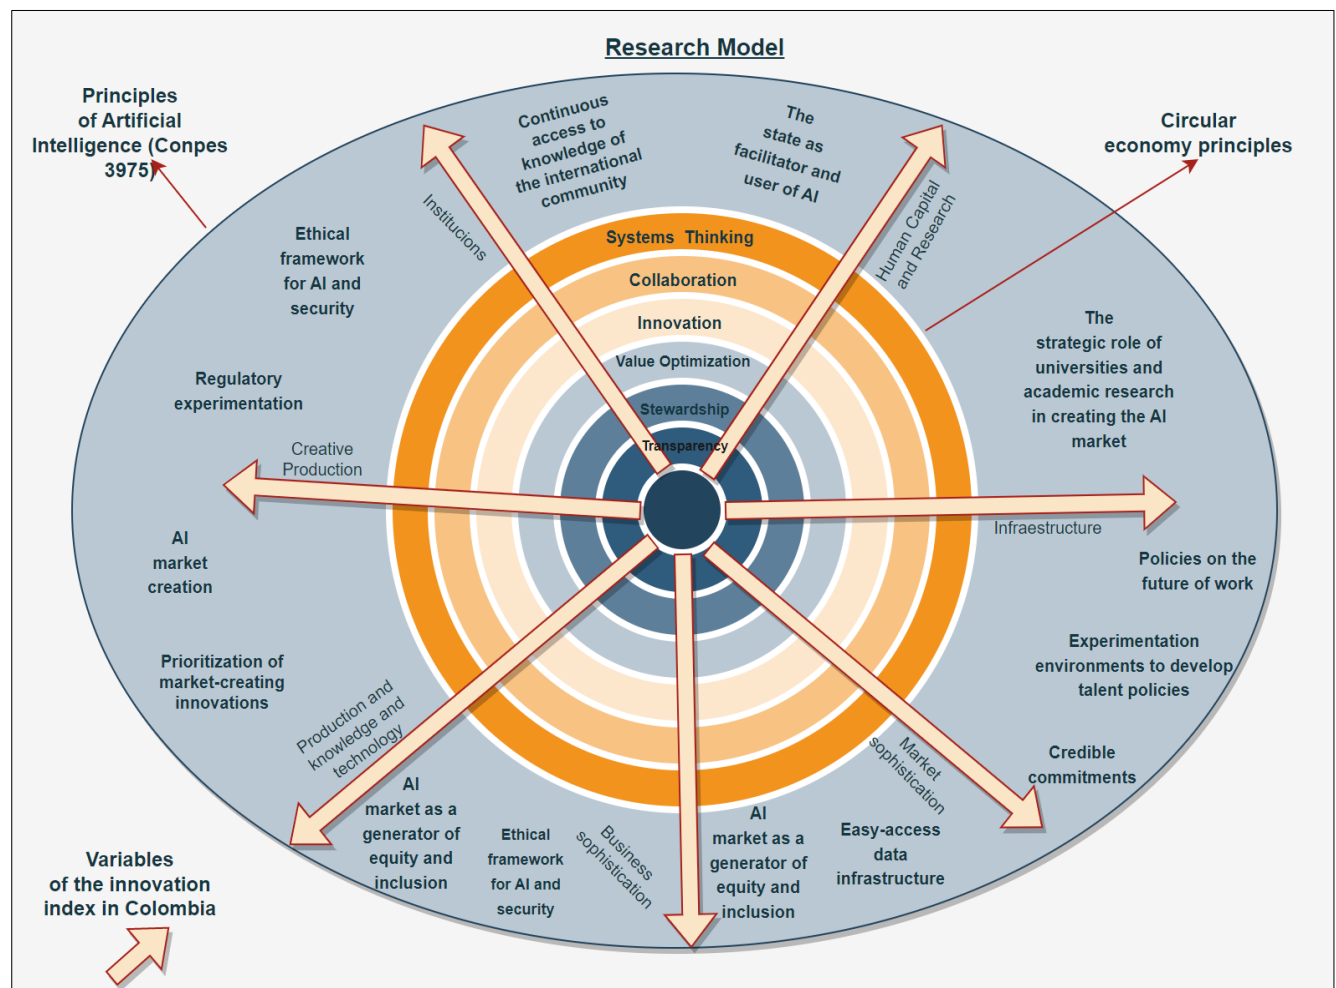 Research Model
Principles
of Artificial
Intelligence (Conpes
3975)
Circular
economy principles
Continuous
access to
knowledge of
the international
community
The
state as
facilitator and
user of AI
Institucions
Human Capital
and Research
Ethical
framework
for AI and
security
Systems Thinking
Collaboration
Innovation
Value Optimization
Stewardship
Transparency
The
strategic role of
universities and
academic research
in creating the AI
market
Regulatory
experimentation
Creative
Production
Infraestructure
AI
market
creation
Policies on the
future of work
Prioritization of
market-creating
innovations
Experimentation
environments to develop
talent policies
Production and
knowledge and
technology
Market
sophistication
Credible
commitments
AI
market as a
generator of
equity and
inclusion
Ethical
framework
for AI and
security
Business
sophistication
AI
market as a
generator of
equity and
inclusion
Easy-access
data
infrastructure
Variables
of the innovation
index in Colombia